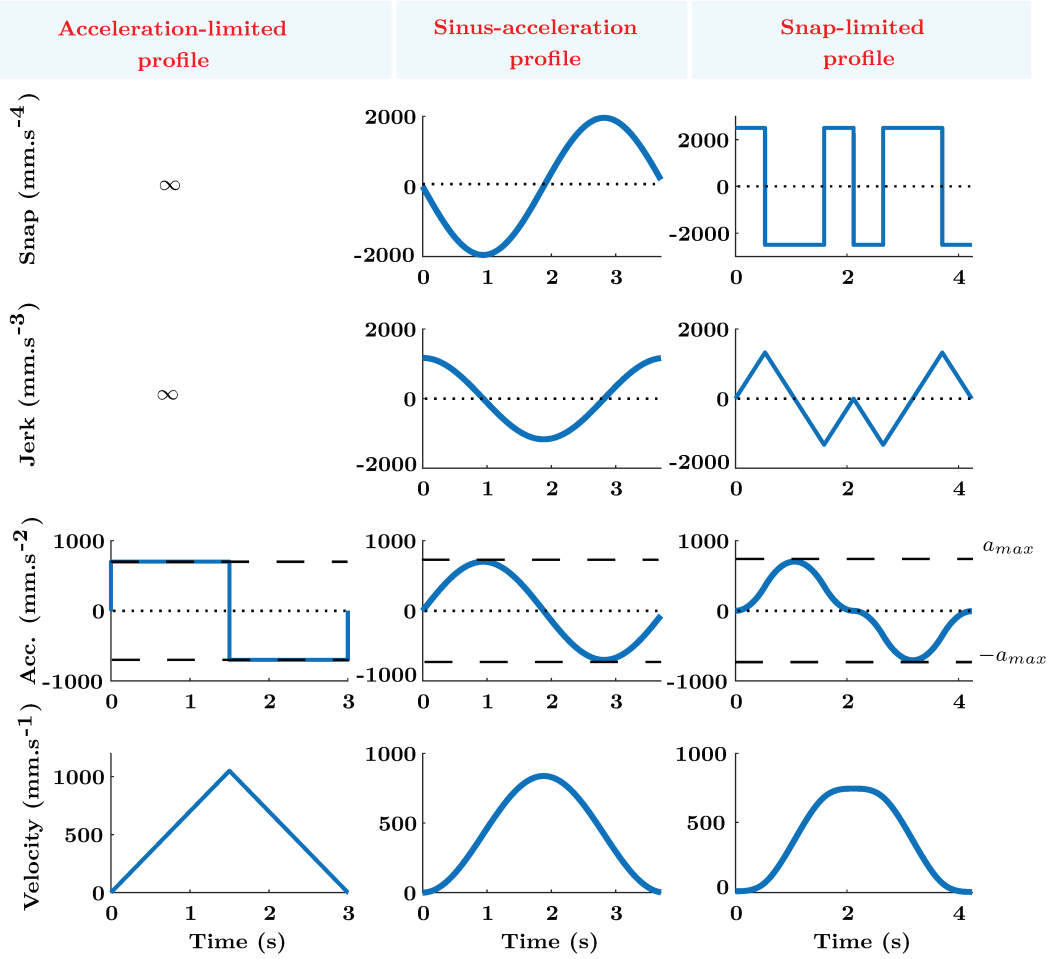 Acceleration-limited
profile
Sinus-acceleration
profile
Snap-limited
profile
Snap (mm.s-4)
∞
2000
0
-2000
0 1 2 3
2000
0
-2000
0 2 4
Jerk (mm.s-3)
∞
2000
0
-2000
0 1 2 3
2000
0
-2000
0 2 4
Acc. (mm.s-2)
1000
0
-1000
0 1 2 3
1000
0
-1000
0 1 2 3
1000
0
-1000
0 2 4
amax
−amax
Velocity (mm.s-1)
1000
500
0
0 1 2 3
Time (s)
1000
500
0
0 1 2 3
Time (s)
1000
500
0
0 2 4
Time (s)